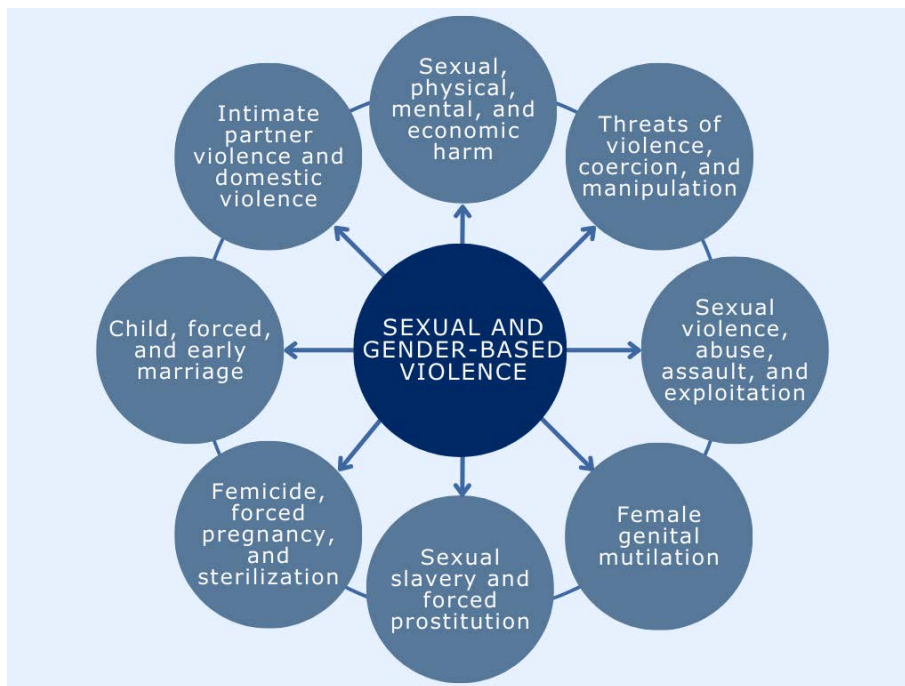 Sexual,
physical,
mental, and
economic
harm
Threats of
violence,
coercion, and
manipulation
Sexual
violence,
abuse,
assault, and
exploitation
Female
genital
mutilation
Sexual
slavery and
forced
prostitution
Femicide,
forced
pregnancy,
and
sterilization
Child, forced,
and early
marriage
Intimate
partner
violence and
domestic
violence
SEXUAL AND
GENDER-BASED
VIOLENCE